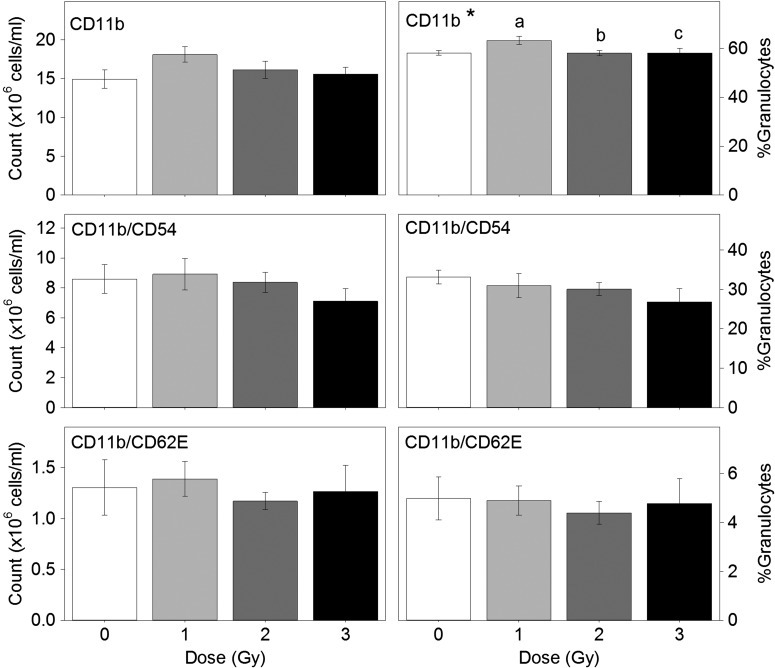 CD11b
Count (x10⁶ cells/ml)
20
15
10
5
0
CD11b *
a
b
c
60
40
20
0
%Granulocytes
CD11b/CD54
Count (x10⁶ cells/ml)
12
10
8
6
4
2
0
CD11b/CD54
40
30
20
10
0
%Granulocytes
CD11b/CD62E
Count (x10⁶ cells/ml)
1.5
1.0
0.5
0.0
0 1 2 3
Dose (Gy)
CD11b/CD62E
6
4
2
0
%Granulocytes
0 1 2 3
Dose (Gy)